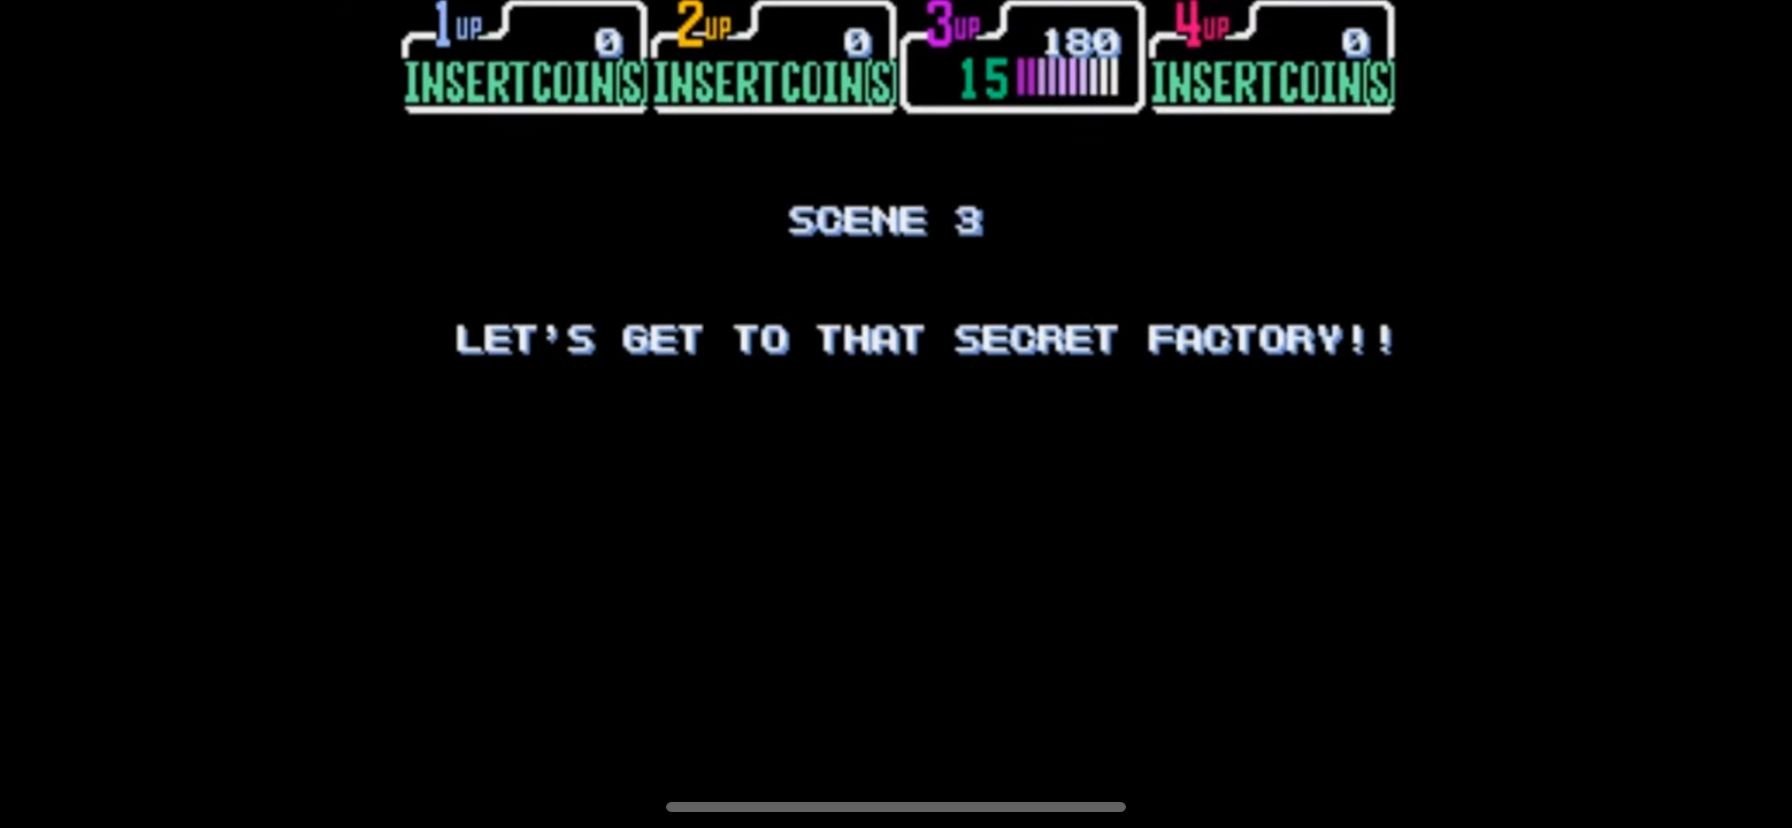 1UP 0 2UP 0 3UP 180 4UP 0
INSERTCOIN(S) INSERTCOIN(S) 15 INSERTCOIN(S)
SCENE 3
LET'S GET TO THAT SECRET FACTORY!!